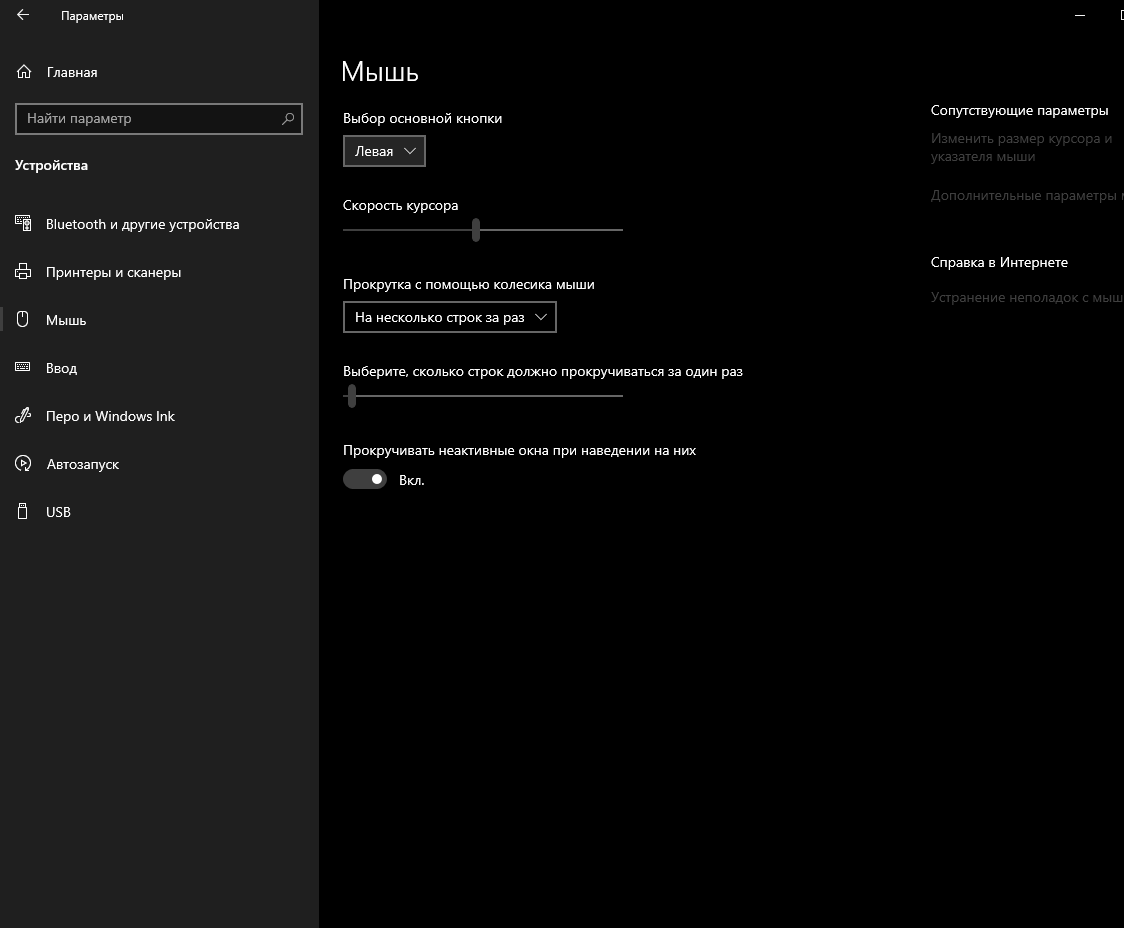 Параметры
Главная
Найти параметр
Устройства
Bluetooth и другие устройства
Принтеры и сканеры
Мышь
Ввод
Перо и Windows Ink
Автозапуск
USB
Мышь
Выбор основной кнопки
Левая
Скорость курсора
Прокрутка с помощью колесика мыши
На несколько строк за раз
Выберите, сколько строк должно прокручиваться за один раз
Прокручивать неактивные окна при наведении на них
Вкл.
Сопутствующие параметры
Изменить размер курсора и
указателя мыши
Дополнительные параметры
Справка в Интернете
Устранение неполадок с мыш